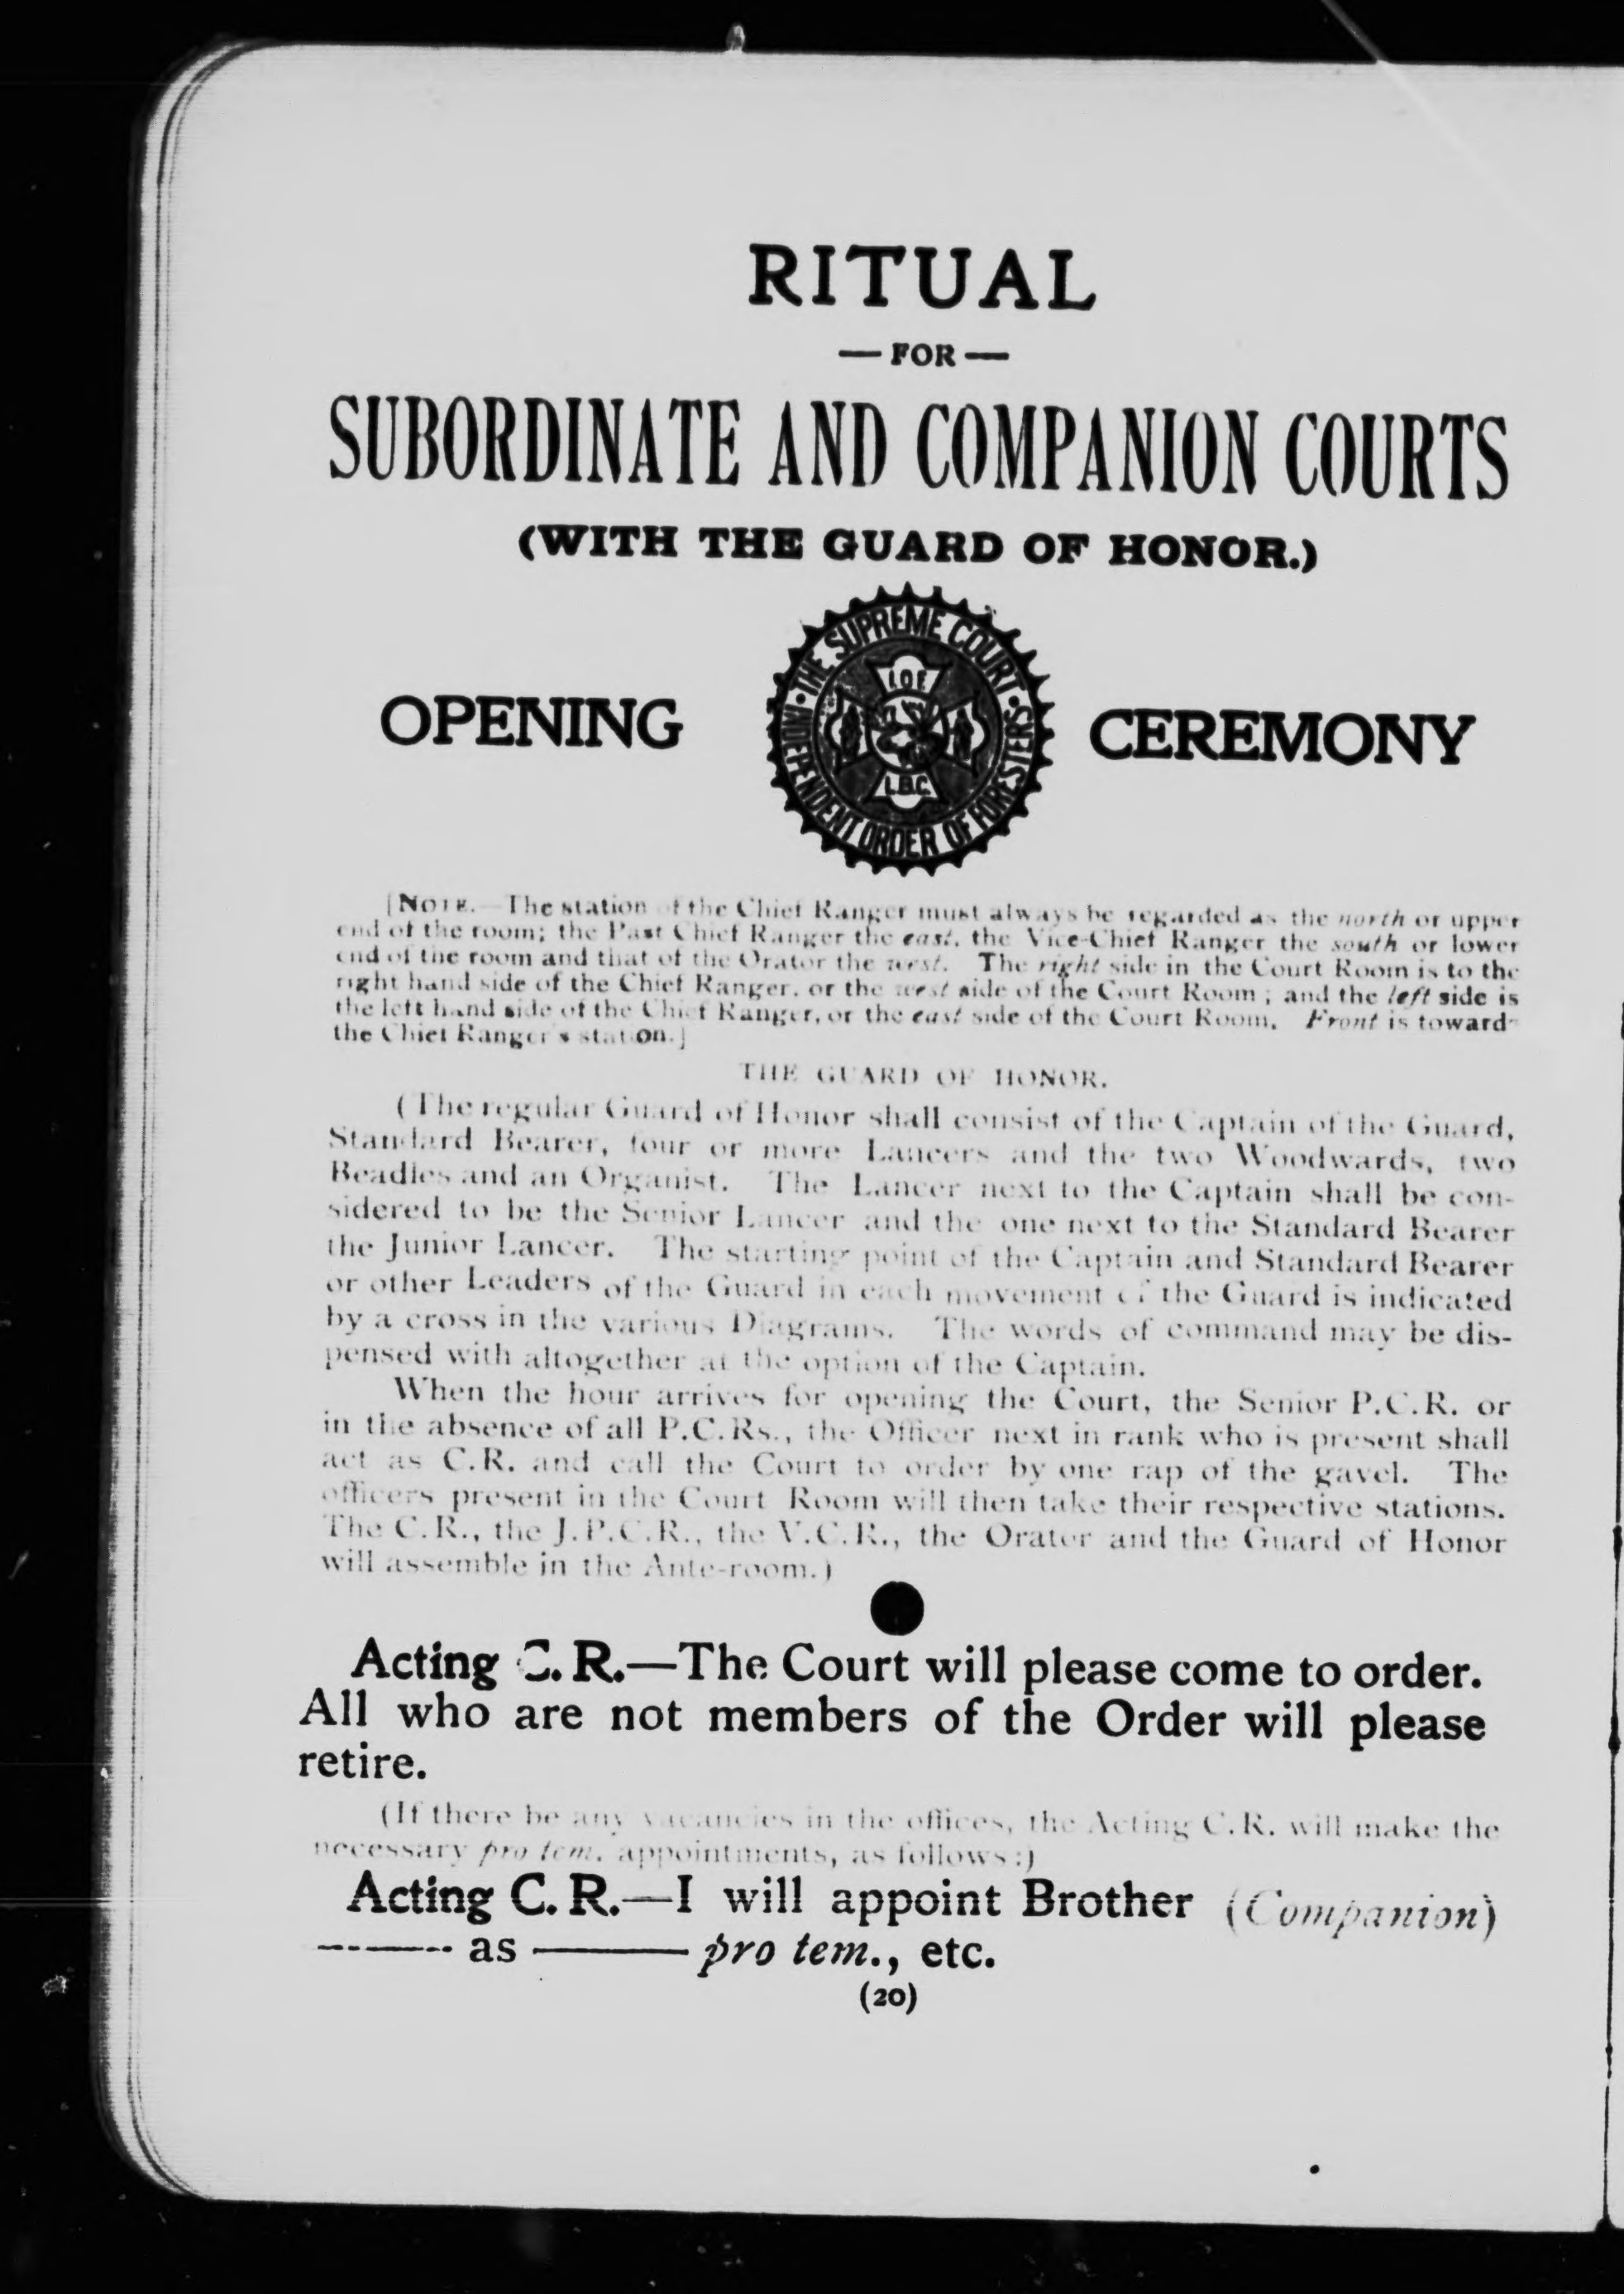 RITUAL
— FOR —
SUBORDINATE AND COMPANION COURTS
(WITH THE GUARD OF HONOR.)
OPENING CEREMONY
THE SUPREME COURT · INDEPENDENT ORDER OF FORESTERS ·
I.O.F.
L.B.C.
[NOTE.—The station of the Chief Ranger must always be regarded as the north or upper
end of the room; the Past Chief Ranger the east, the Vice-Chief Ranger the south or lower
end of the room and that of the Orator the west. The right side in the Court Room is to the
right hand side of the Chief Ranger, or the west side of the Court Room; and the left side is
the left hand side of the Chief Ranger, or the east side of the Court Room. Front is towards
the Chief Ranger's station.]
THE GUARD OF HONOR.
(The regular Guard of Honor shall consist of the Captain of the Guard,
Standard Bearer, four or more Lancers and the two Woodwards, two
Beadles and an Organist. The Lancer next to the Captain shall be con-
sidered to be the Senior Lancer and the one next to the Standard Bearer
the Junior Lancer. The starting point of the Captain and Standard Bearer
or other Leaders of the Guard in each movement of the Guard is indicated
by a cross in the various Diagrams. The words of command may be dis-
pensed with altogether at the option of the Captain.
When the hour arrives for opening the Court, the Senior P.C.R. or
in the absence of all P.C.Rs., the Officer next in rank who is present shall
act as C.R. and call the Court to order by one rap of the gavel. The
officers present in the Court Room will then take their respective stations.
The C.R., the J.P.C.R., the V.C.R., the Orator and the Guard of Honor
will assemble in the Ante-room.)
Acting C. R.—The Court will please come to order.
All who are not members of the Order will please
retire.
(If there be any vacancies in the offices, the Acting C.R. will make the
necessary pro tem. appointments, as follows:)
Acting C. R.—I will appoint Brother (Companion)
——— as ——— pro tem., etc.
(20)